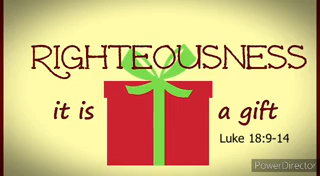 RIGHTEOUSNESS
it is a gift
Luke 18:9-14
PowerDirector